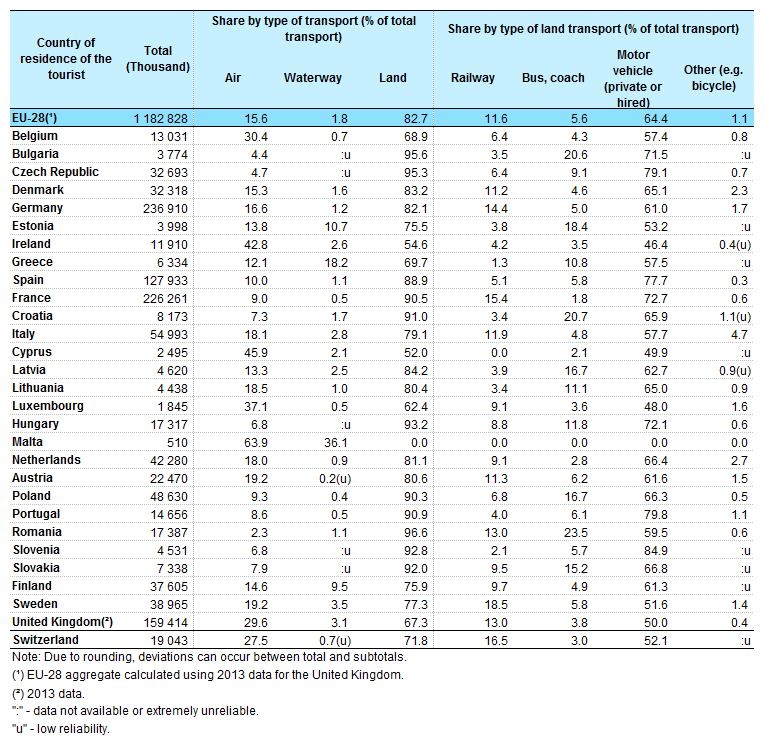 Country of residence of the tourist Total (Thousand) Share by type of transport (% of total transport) Share by type of land transport (% of total transport)
Air Waterway Land Railway Bus, coach Motor vehicle (private or hired) Other (e.g. bicycle)
EU-28(¹) 1 182 828 15.6 1.8 82.7 11.6 5.6 64.4 1.1
Belgium 13 031 30.4 0.7 68.9 6.4 4.3 57.4 0.8
Bulgaria 3 774 4.4 :u 95.6 3.5 20.6 71.5 :u
Czech Republic 32 693 4.7 :u 95.3 6.4 9.1 79.1 0.7
Denmark 32 318 15.3 1.6 83.2 11.2 4.6 65.1 2.3
Germany 236 910 16.6 1.2 82.1 14.4 5.0 61.0 1.7
Estonia 3 998 13.8 10.7 75.5 3.8 18.4 53.2 :u
Ireland 11 910 42.8 2.6 54.6 4.2 3.5 46.4 0.4(u)
Greece 6 334 12.1 18.2 69.7 1.3 10.8 57.5 :u
Spain 127 933 10.0 1.1 88.9 5.1 5.8 77.7 0.3
France 226 261 9.0 0.5 90.5 15.4 1.8 72.7 0.6
Croatia 8 173 7.3 1.7 91.0 3.4 20.7 65.9 1.1(u)
Italy 54 993 18.1 2.8 79.1 11.9 4.8 57.7 4.7
Cyprus 2 495 45.9 2.1 52.0 0.0 2.1 49.9 :u
Latvia 4 620 13.3 2.5 84.2 3.9 16.7 62.7 0.9(u)
Lithuania 4 438 18.5 1.0 80.4 3.4 11.1 65.0 0.9
Luxembourg 1 845 37.1 0.5 62.4 9.1 3.6 48.0 1.6
Hungary 17 317 6.8 :u 93.2 8.8 11.8 72.1 0.6
Malta 510 63.9 36.1 0.0 0.0 0.0 0.0 0.0
Netherlands 42 280 18.0 0.9 81.1 9.1 2.8 66.4 2.7
Austria 22 470 19.2 0.2(u) 80.6 11.3 6.2 61.6 1.5
Poland 48 630 9.3 0.4 90.3 6.8 16.7 66.3 0.5
Portugal 14 656 8.6 0.5 90.9 4.0 6.1 79.8 1.1
Romania 17 387 2.3 1.1 96.6 13.0 23.5 59.5 0.6
Slovenia 4 531 6.8 :u 92.8 2.1 5.7 84.9 :u
Slovakia 7 338 7.9 :u 92.0 9.5 15.2 66.8 :u
Finland 37 605 14.6 9.5 75.9 9.7 4.9 61.3 :u
Sweden 38 965 19.2 3.5 77.3 18.5 5.8 51.6 1.4
United Kingdom(²) 159 414 29.6 3.1 67.3 13.0 3.8 50.0 0.4
Switzerland 19 043 27.5 0.7(u) 71.8 16.5 3.0 52.1 :u
Note: Due to rounding, deviations can occur between total and subtotals.
(¹) EU-28 aggregate calculated using 2013 data for the United Kingdom.
(²) 2013 data.
":" - data not available or extremely unreliable.
"u" - low reliability.